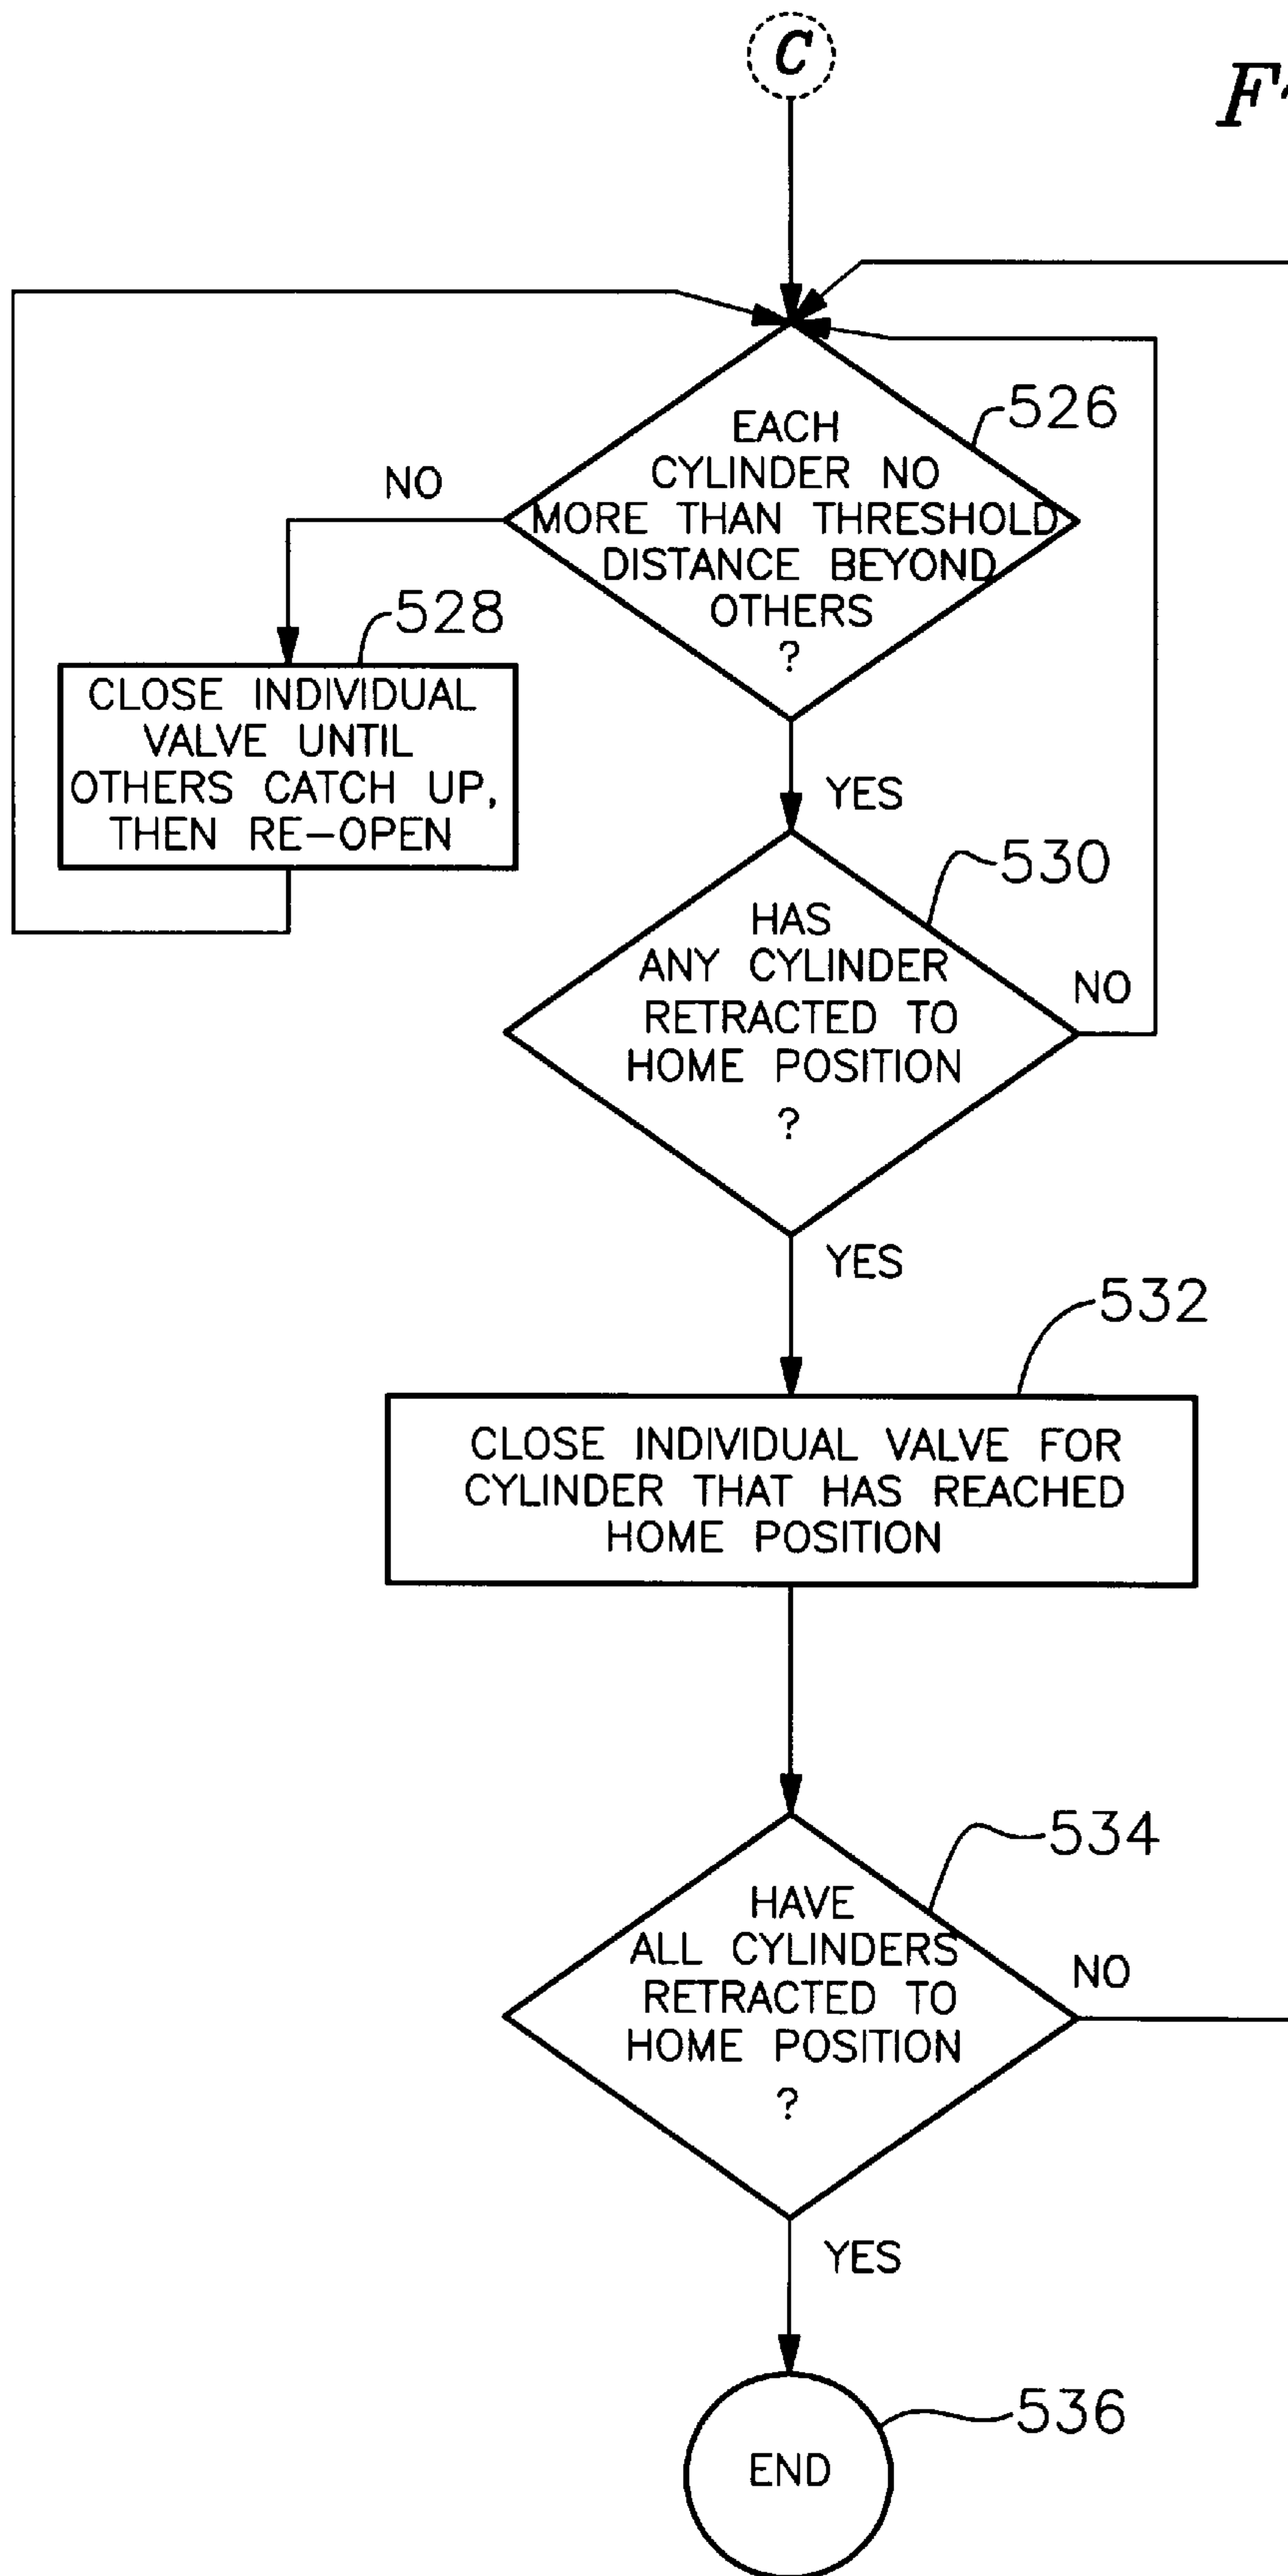 C
F
EACH
CYLINDER NO
MORE THAN THRESHOLD
DISTANCE BEYOND
OTHERS
?
526
NO
528
CLOSE INDIVIDUAL
VALVE UNTIL
OTHERS CATCH UP,
THEN RE-OPEN
YES
530
HAS
ANY CYLINDER
RETRACTED TO
HOME POSITION
?
NO
YES
532
CLOSE INDIVIDUAL VALVE FOR
CYLINDER THAT HAS REACHED
HOME POSITION
534
HAVE
ALL CYLINDERS
RETRACTED TO
HOME POSITION
?
NO
YES
536
END